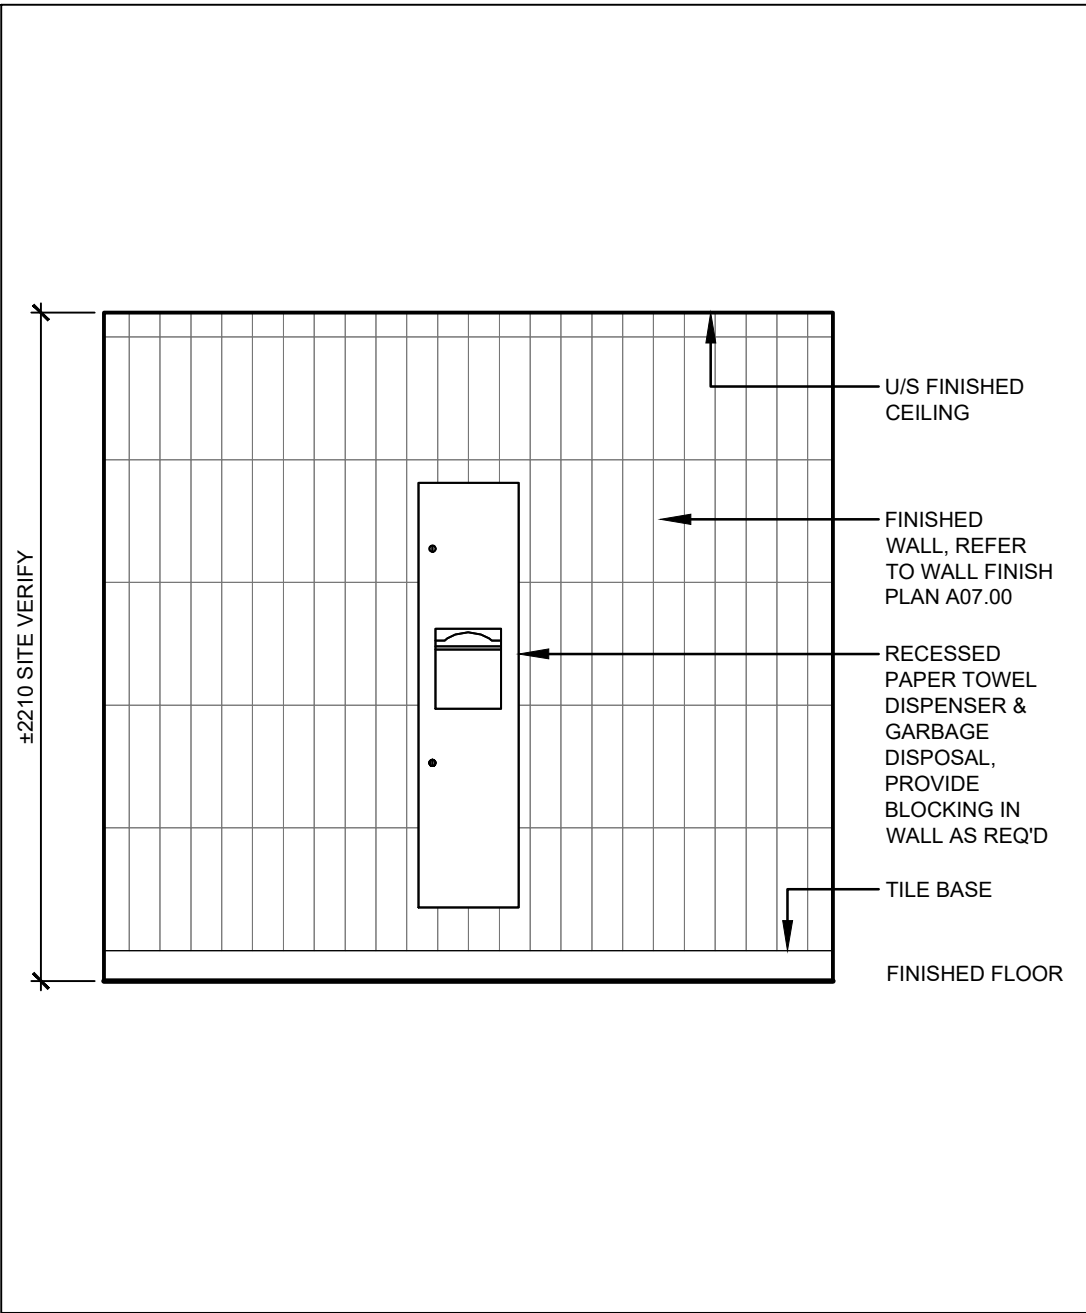 ±2210 SITE VERIFY
U/S FINISHED
CEILING
FINISHED
WALL, REFER
TO WALL FINISH
PLAN A07.00
RECESSED
PAPER TOWEL
DISPENSER &
GARBAGE
DISPOSAL,
PROVIDE
BLOCKING IN
WALL AS REQ'D
TILE BASE
FINISHED FLOOR